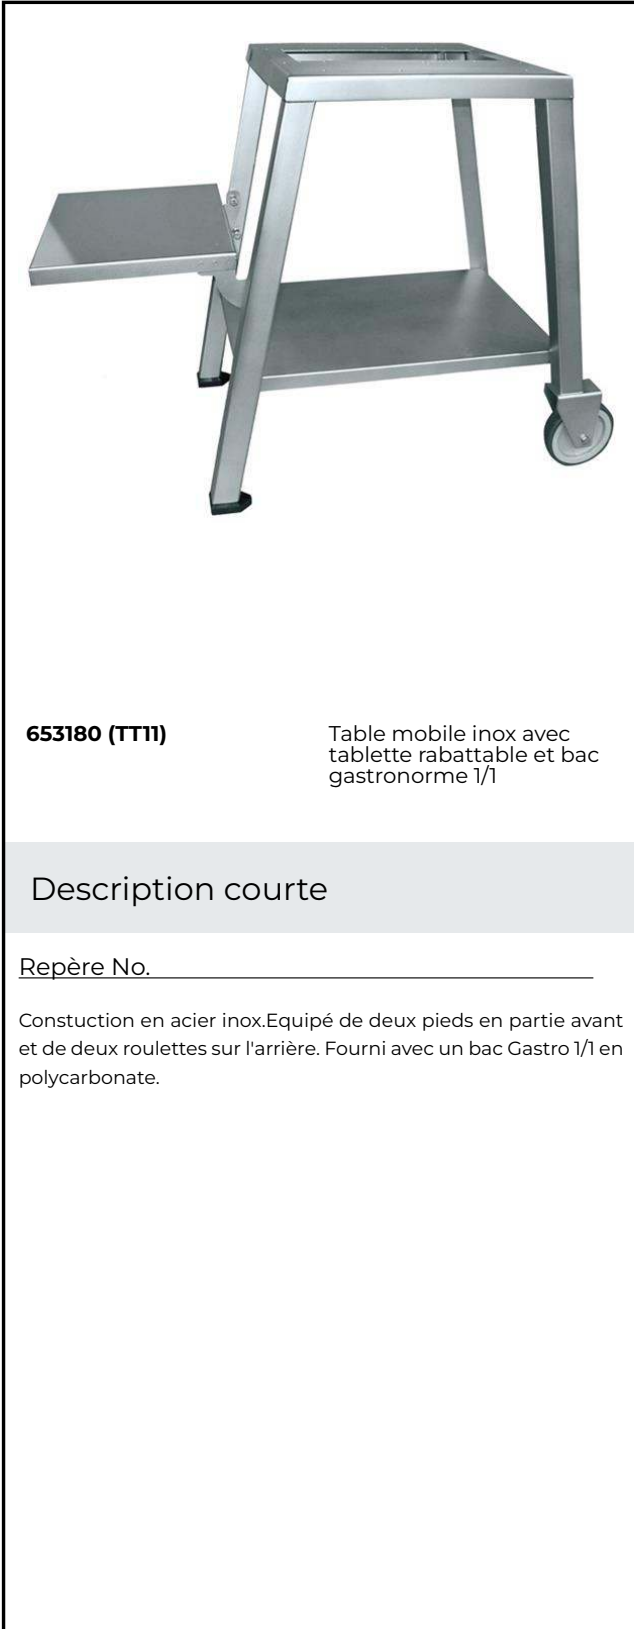 653180 (TT11)
Table mobile inox avec
tablette rabattable et bac
gastronorme 1/1
Description courte
Repère No.
Constuction en acier inox.Equipé de deux pieds en partie avant
et de deux roulettes sur l'arrière. Fourni avec un bac Gastro 1/1 en
polycarbonate.